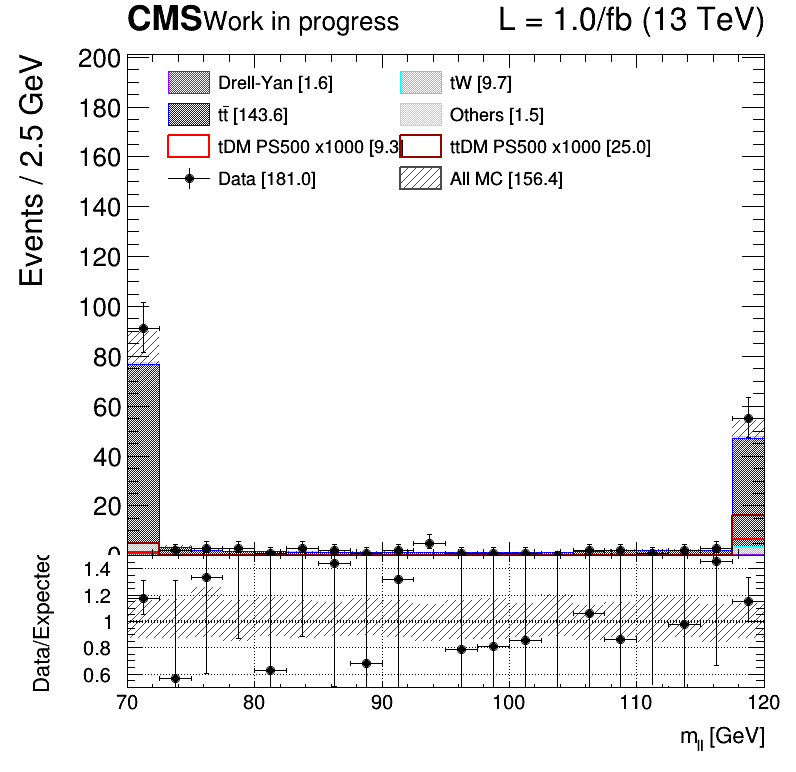 CMS Work in progress L = 1.0/fb (13 TeV)
Events / 2.5 GeV
200
180
160
140
120
100
80
60
40
20
0
Drell-Yan [1.6] tW [9.7]
tt̄ [143.6] Others [1.5]
tDM PS500 x1000 [9.3 ttDM PS500 x1000 [25.0]
Data [181.0] All MC [156.4]
Data/Expected
1.4
1.2
1
0.8
0.6
70 80 90 100 110 120
m_ll [GeV]